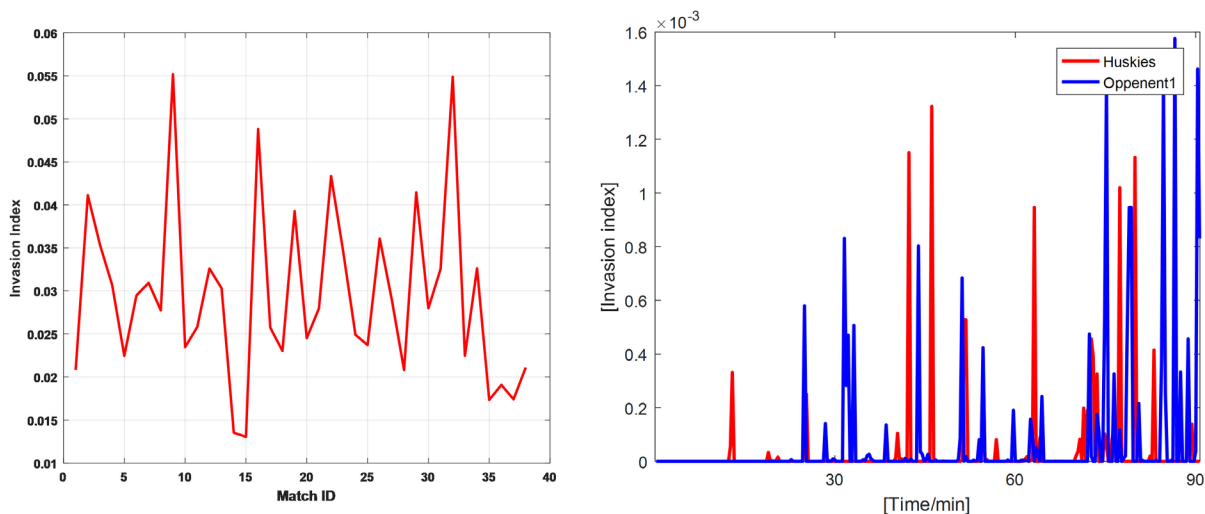 0.06
0.055
0.05
0.045
0.04
0.035
0.03
0.025
0.02
0.015
0.01
Invasion index
0 5 10 15 20 25 30 35 40
Match ID
×10⁻³
1.6
1.4
1.2
1
0.8
0.6
0.4
0.2
0
[Invasion index]
Huskies
Oppenent1
30 60 90
[Time/min]